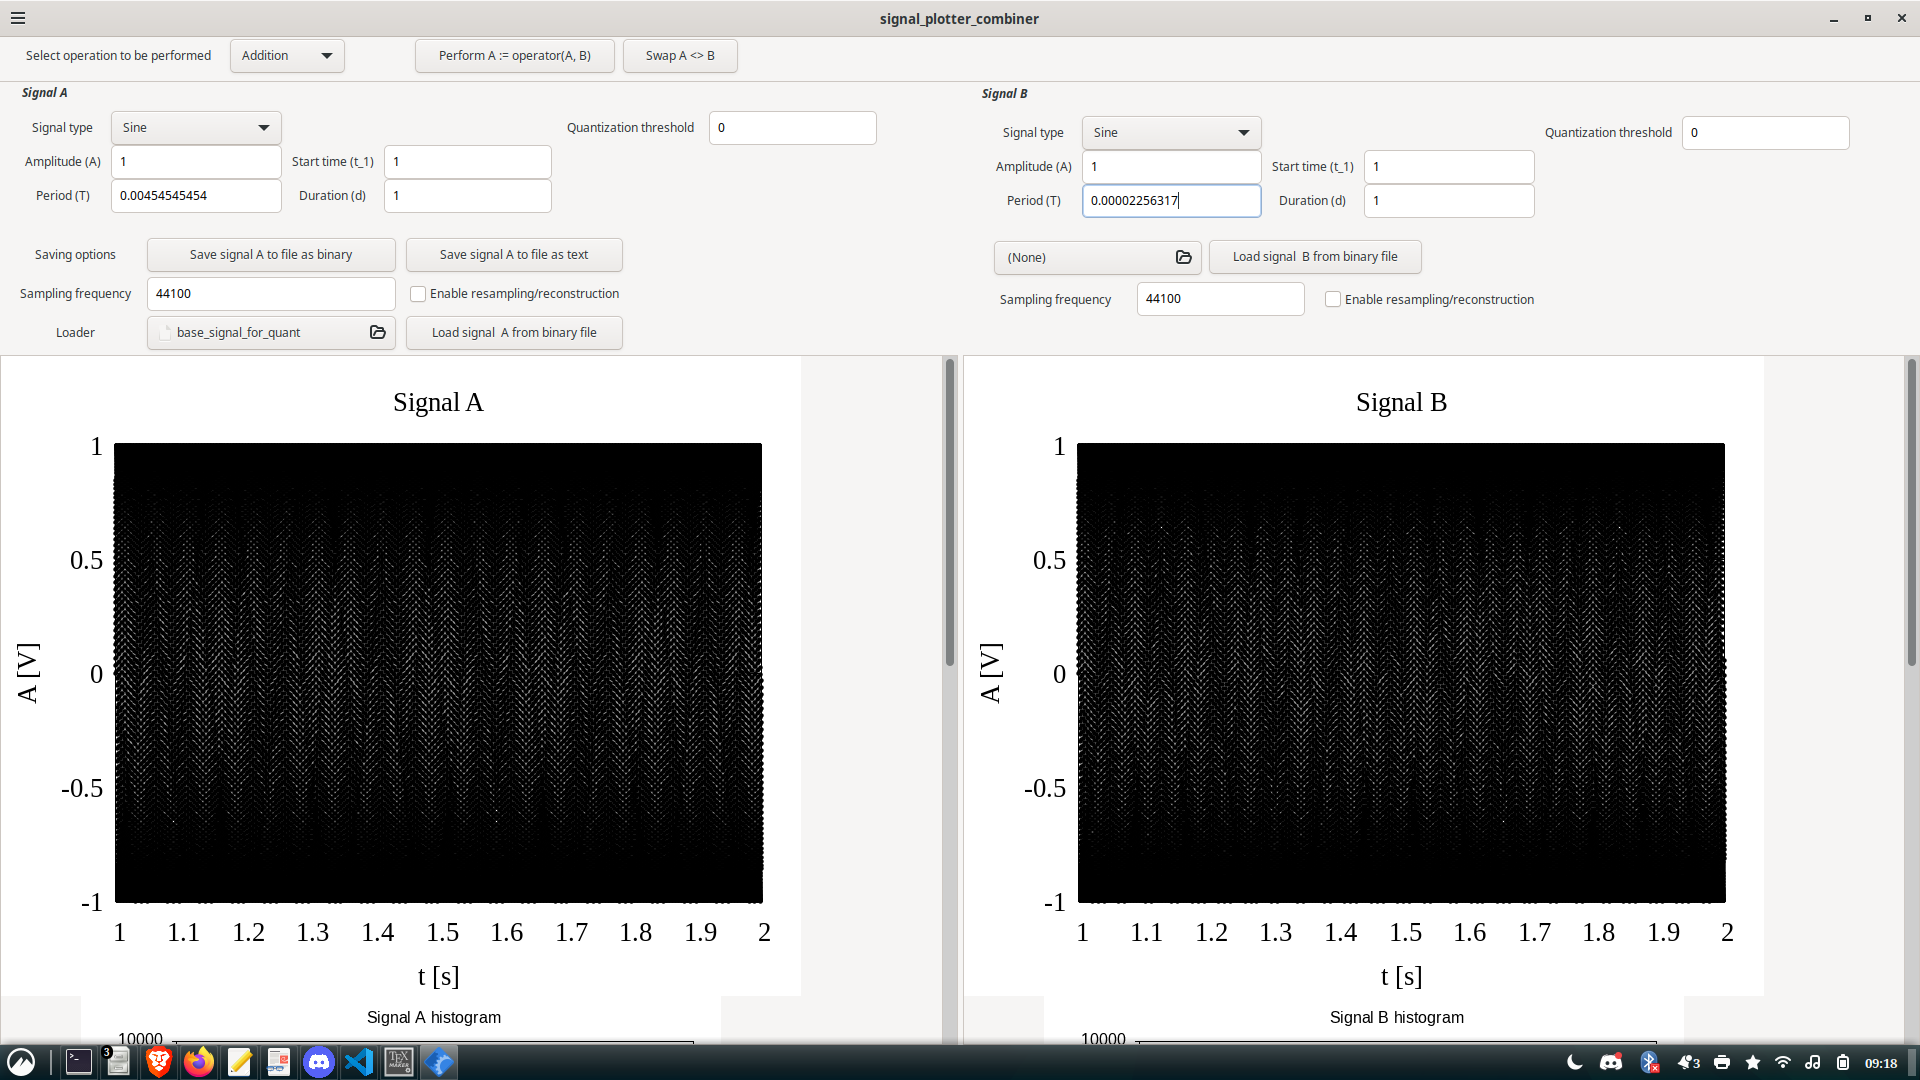 signal_plotter_combiner
Select operation to be performed Addition Perform A := operator(A, B) Swap A <> B
Signal A
Signal type Sine Quantization threshold 0
Amplitude (A) 1 Start time (t_1) 1
Period (T) 0.00454545454 Duration (d) 1
Saving options Save signal A to file as binary Save signal A to file as text
Sampling frequency 44100 Enable resampling/reconstruction
Loader base_signal_for_quant Load signal A from binary file
Signal B
Signal type Sine Quantization threshold 0
Amplitude (A) 1 Start time (t_1) 1
Period (T) 0.00002256317 Duration (d) 1
(None) Load signal B from binary file
Sampling frequency 44100 Enable resampling/reconstruction
Signal A
1
0.5
0
-0.5
-1
A [V]
1 1.1 1.2 1.3 1.4 1.5 1.6 1.7 1.8 1.9 2
t [s]
Signal A histogram
10000
Signal B
1
0.5
0
-0.5
-1
A [V]
1 1.1 1.2 1.3 1.4 1.5 1.6 1.7 1.8 1.9 2
t [s]
Signal B histogram
10000
3
TEX
MAKER
3
09:18